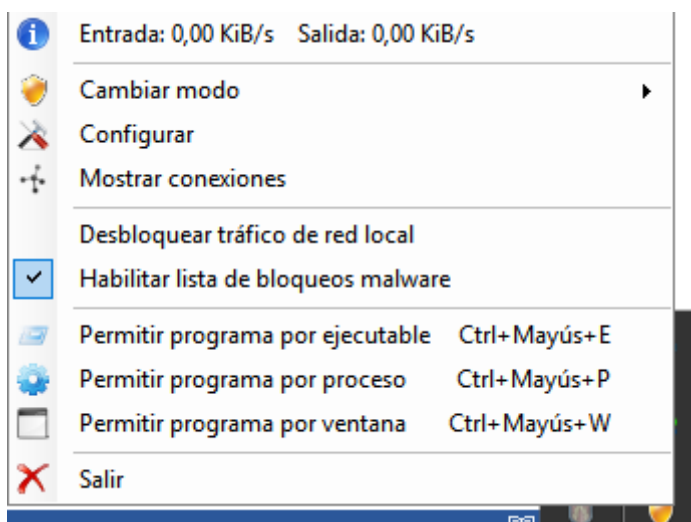 Entrada: 0,00 KiB/s Salida: 0,00 KiB/s
Cambiar modo
Configurar
Mostrar conexiones
Desbloquear tráfico de red local
Habilitar lista de bloqueos malware
Permitir programa por ejecutable Ctrl+Mayús+E
Permitir programa por proceso Ctrl+Mayús+P
Permitir programa por ventana Ctrl+Mayús+W
Salir